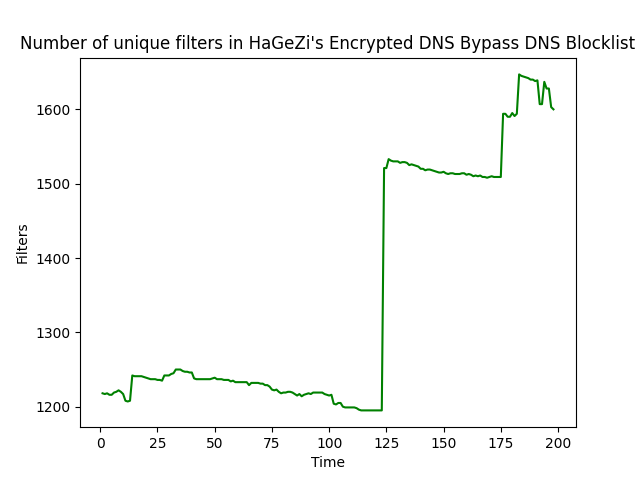 Number of unique filters in HaGeZi's Encrypted DNS Bypass DNS Blocklist
1600
1500
1400
1300
1200
Filters
0 25 50 75 100 125 150 175 200
Time